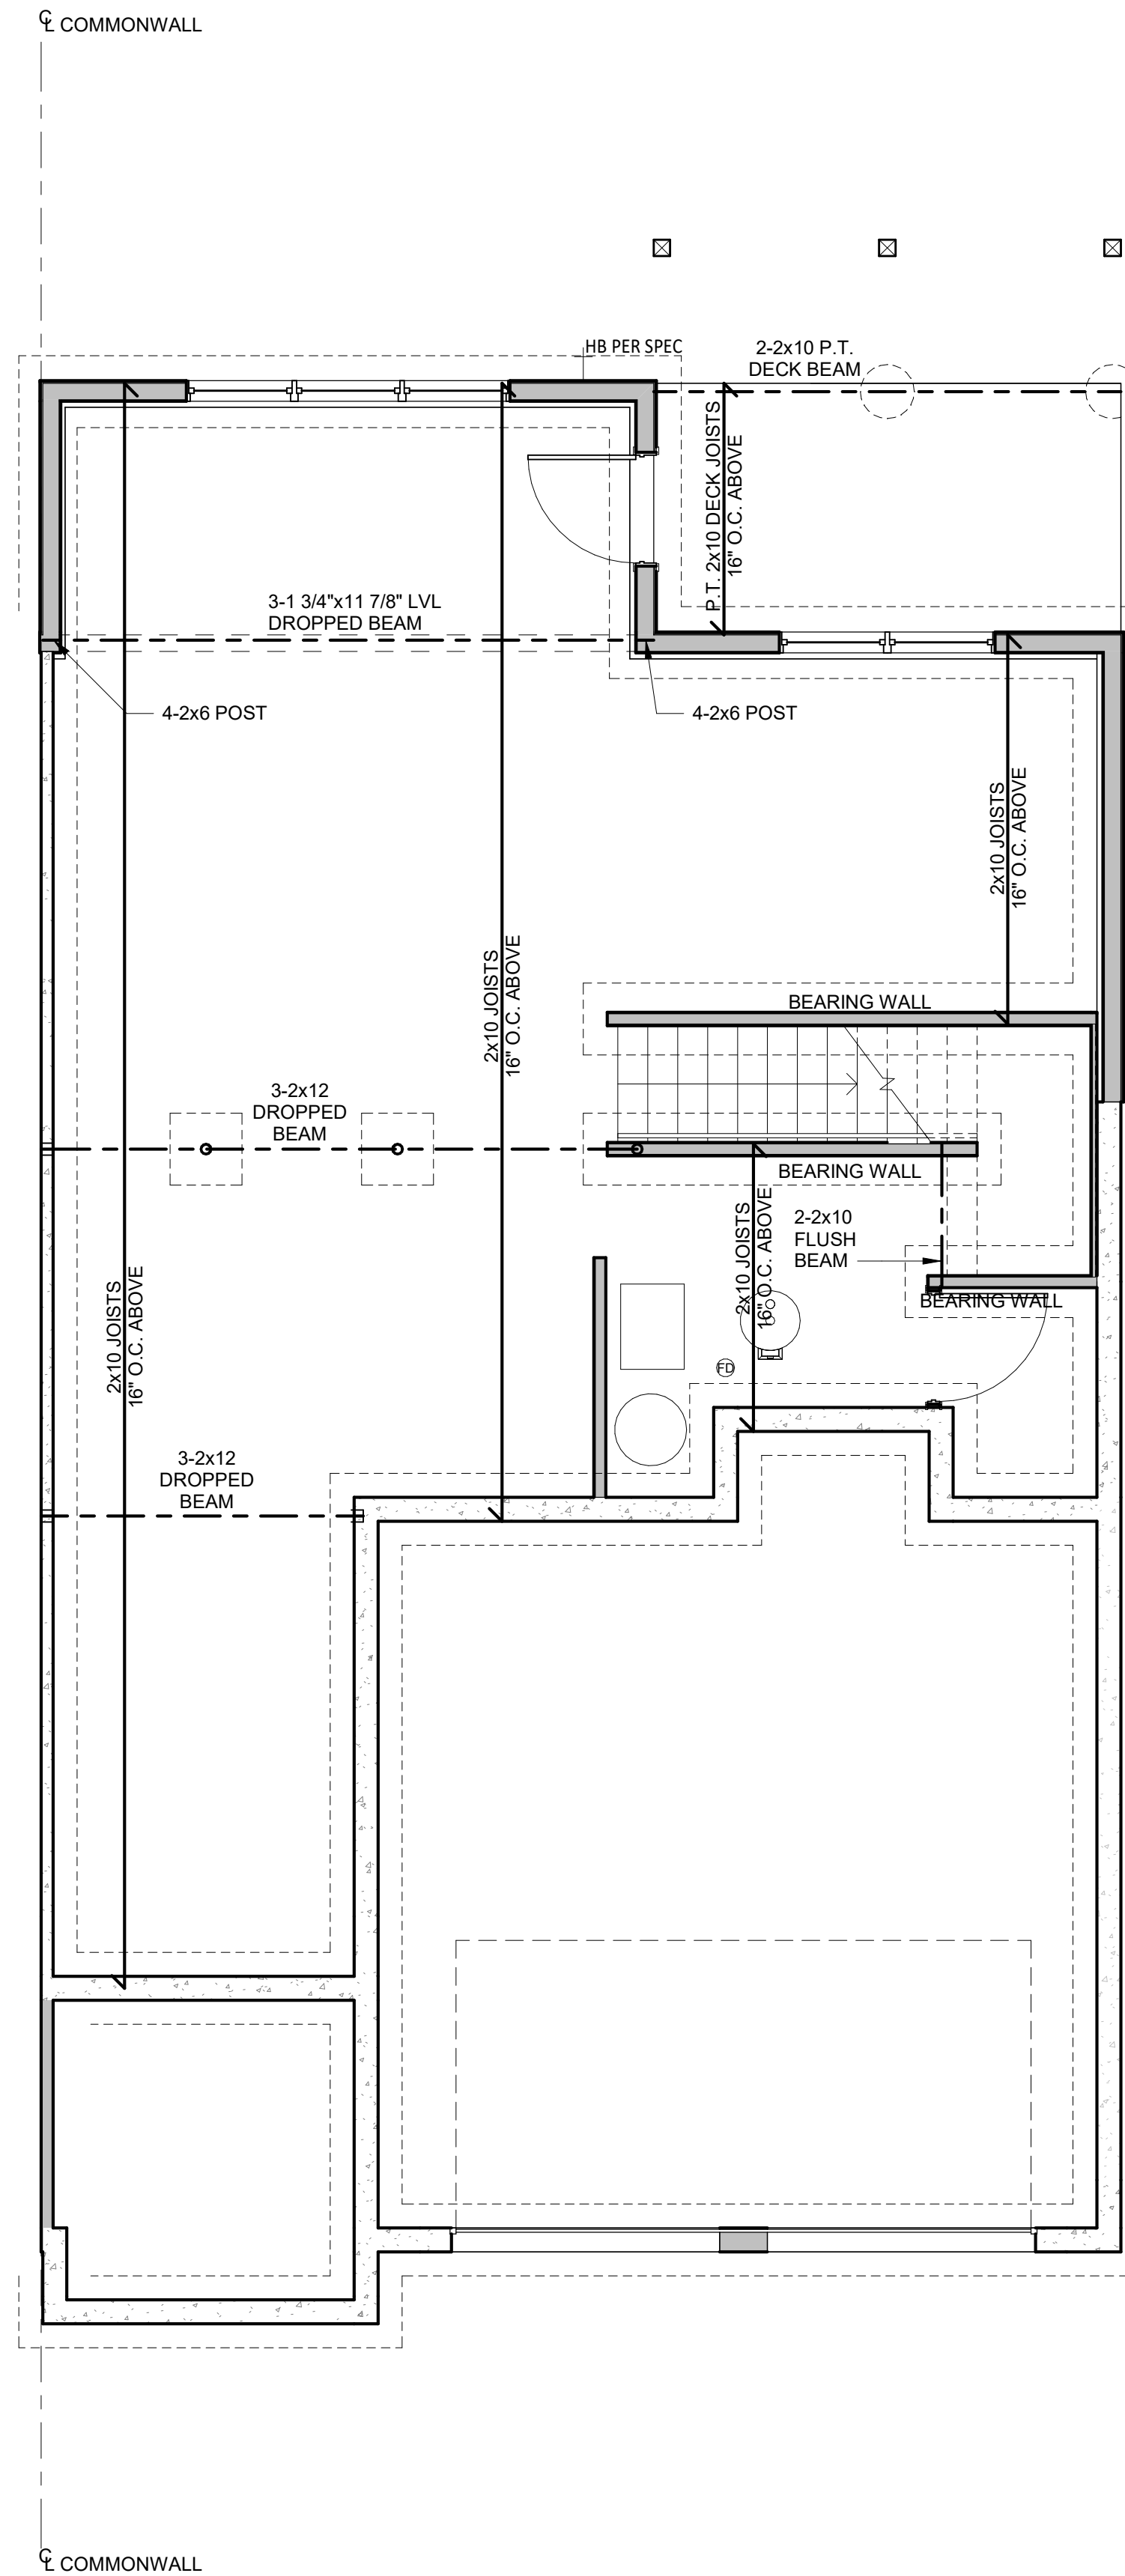 ℄ COMMONWALL
HB PER SPEC
2-2x10 P.T.
DECK BEAM
P.T. 2x10 DECK JOISTS
16" O.C. ABOVE
3-1 3/4"x11 7/8" LVL
DROPPED BEAM
4-2x6 POST
4-2x6 POST
2x10 JOISTS
16" O.C. ABOVE
2x10 JOISTS
16" O.C. ABOVE
BEARING WALL
3-2x12
DROPPED
BEAM
BEARING WALL
2x10 JOISTS
16" O.C. ABOVE
2-2x10
FLUSH
BEAM
BEARING WALL
2x10 JOISTS
16" O.C. ABOVE
FD
3-2x12
DROPPED
BEAM
℄ COMMONWALL